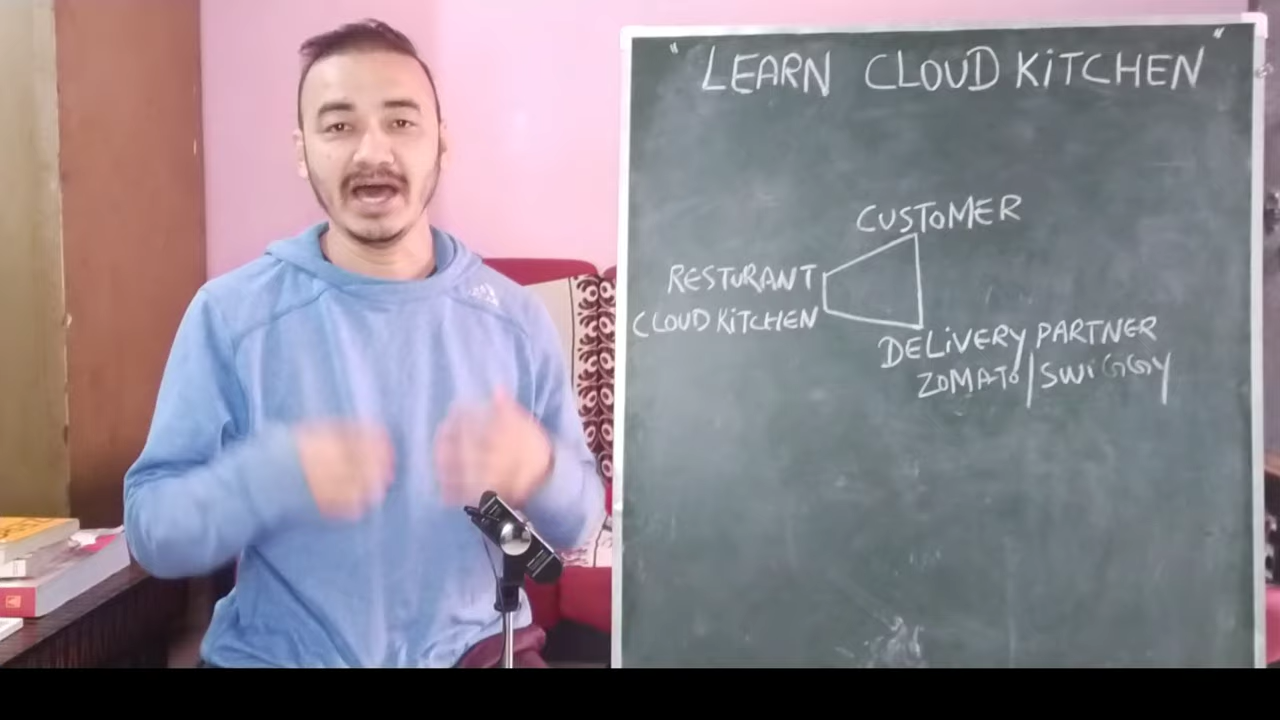 " LEARN CLOUD KiTCHEN "
CUSTOMER
RESTURANT
CLOUD KiTCHEN
DELiVERY PARTNER
ZOMATO/SWiGGY